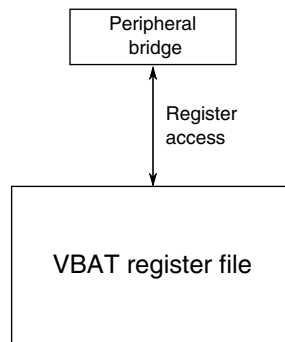 Peripheral
bridge
Register
access
VBAT register file